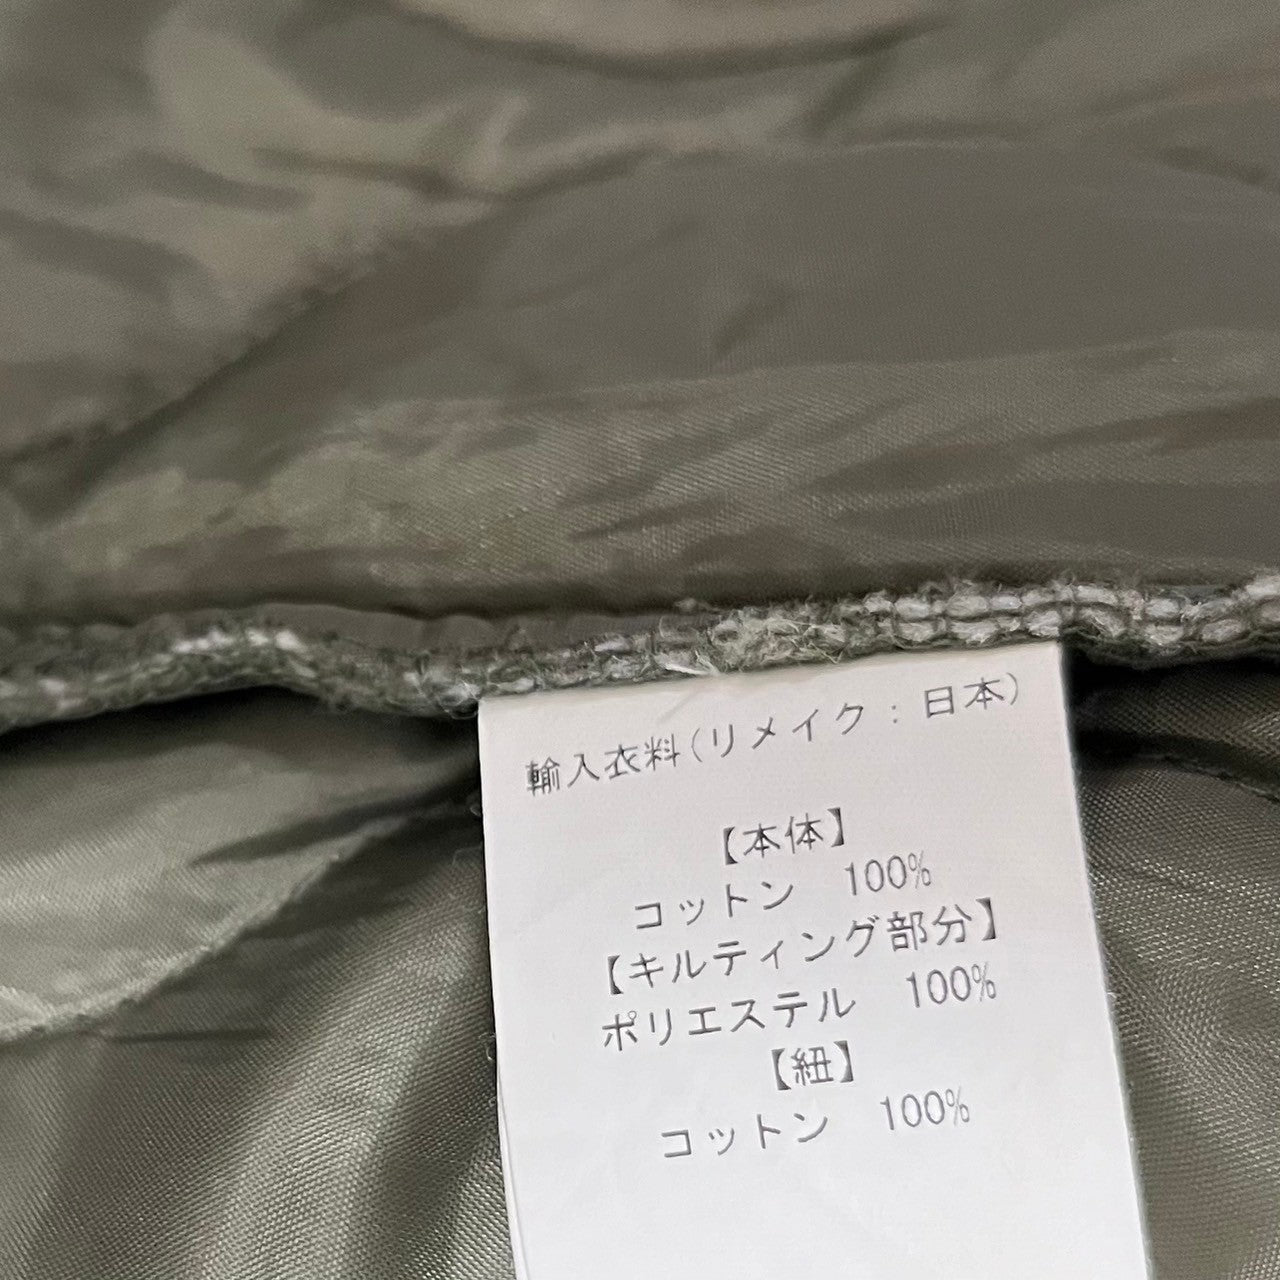 輸入衣料(リメイク:日本)
【本体】
コットン 100%
【キルティング部分】
ポリエステル 100%
【紐】
コットン 100%